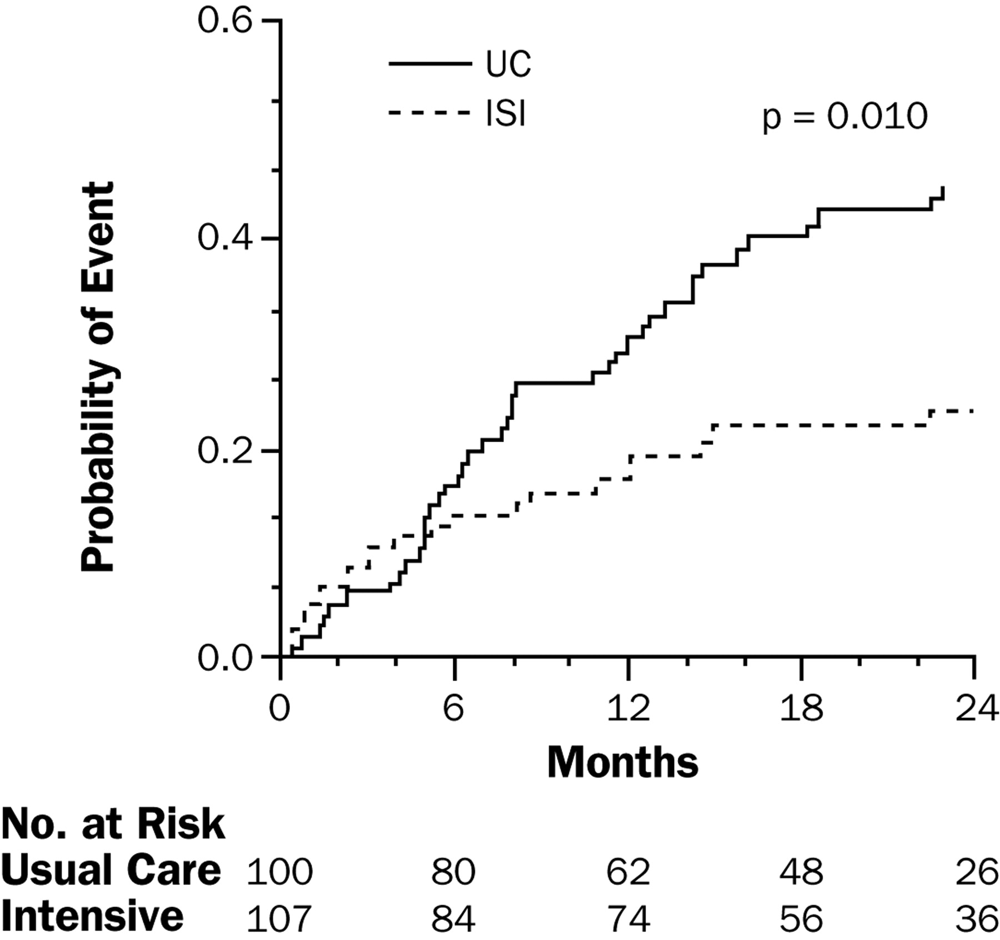 0.6
UC
ISI
p = 0.010
Probability of Event
0.4
0.2
0.0
0 6 12 18 24
Months
No. at Risk
Usual Care 100 80 62 48 26
Intensive 107 84 74 56 36